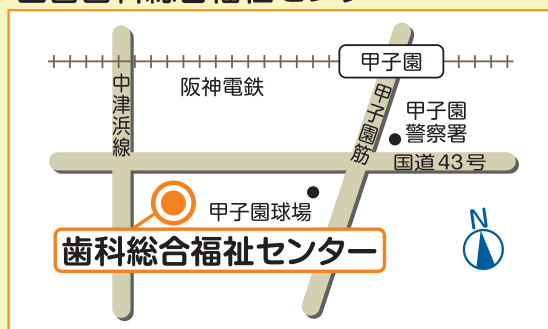 甲子園
阪神電鉄
中津浜線
甲子園筋
甲子園
警察署
国道43号
甲子園球場
歯科総合福祉センター
N